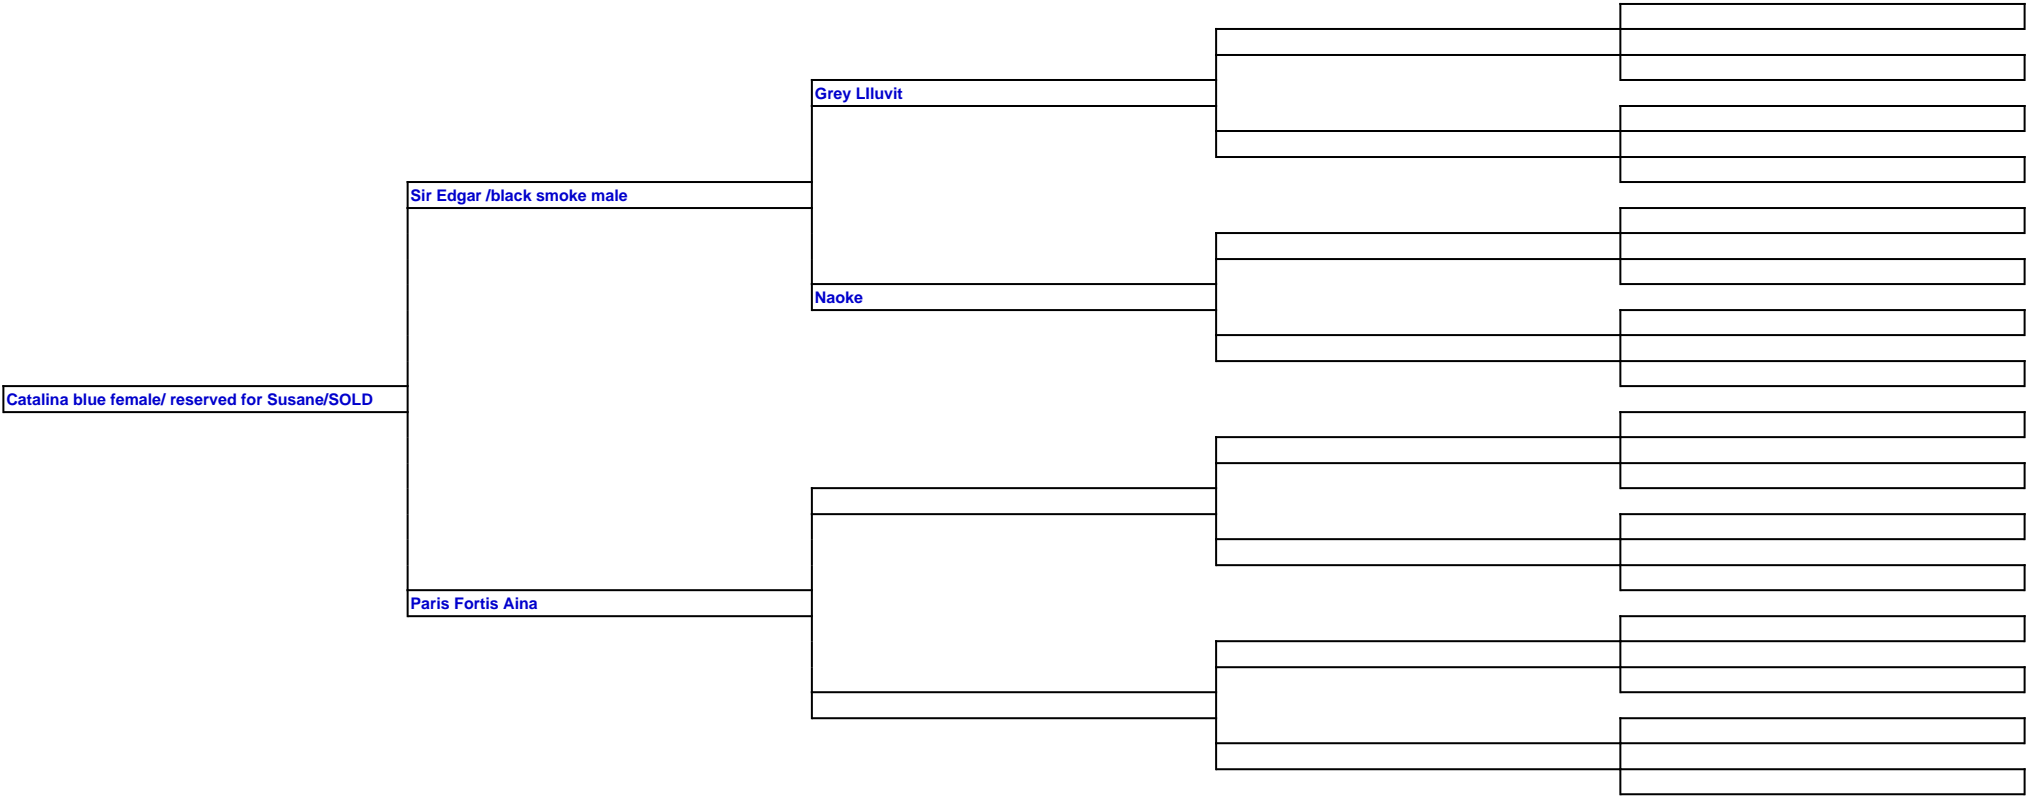 Grey LIluvit
Sir Edgar /black smoke male
Naoke
Catalina blue female/ reserved for Susane/SOLD
Paris Fortis Aina